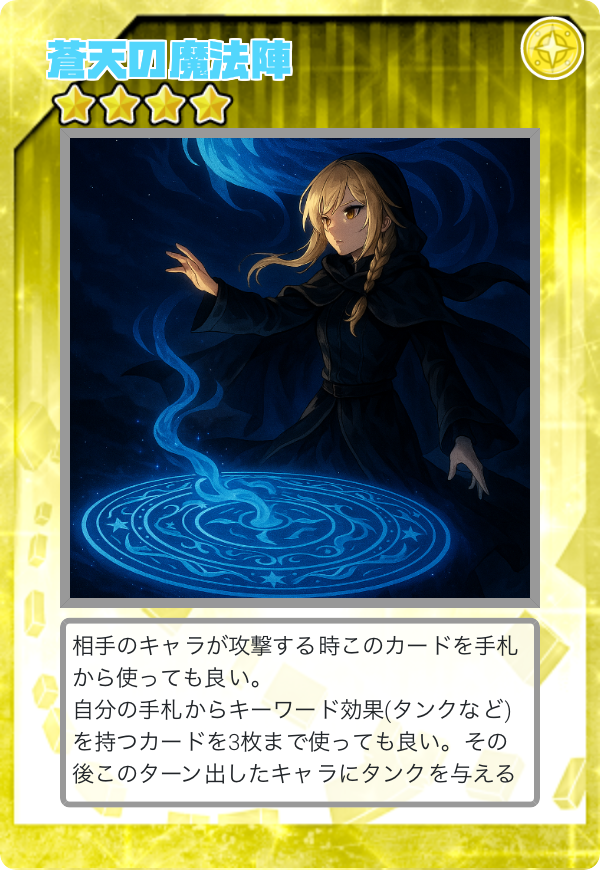 蒼天の魔法陣
相手のキャラが攻撃する時このカードを手札
から使っても良い。
自分の手札からキーワード効果(タンクなど)
を持つカードを3枚まで使っても良い。その
後このターン出したキャラにタンクを与える